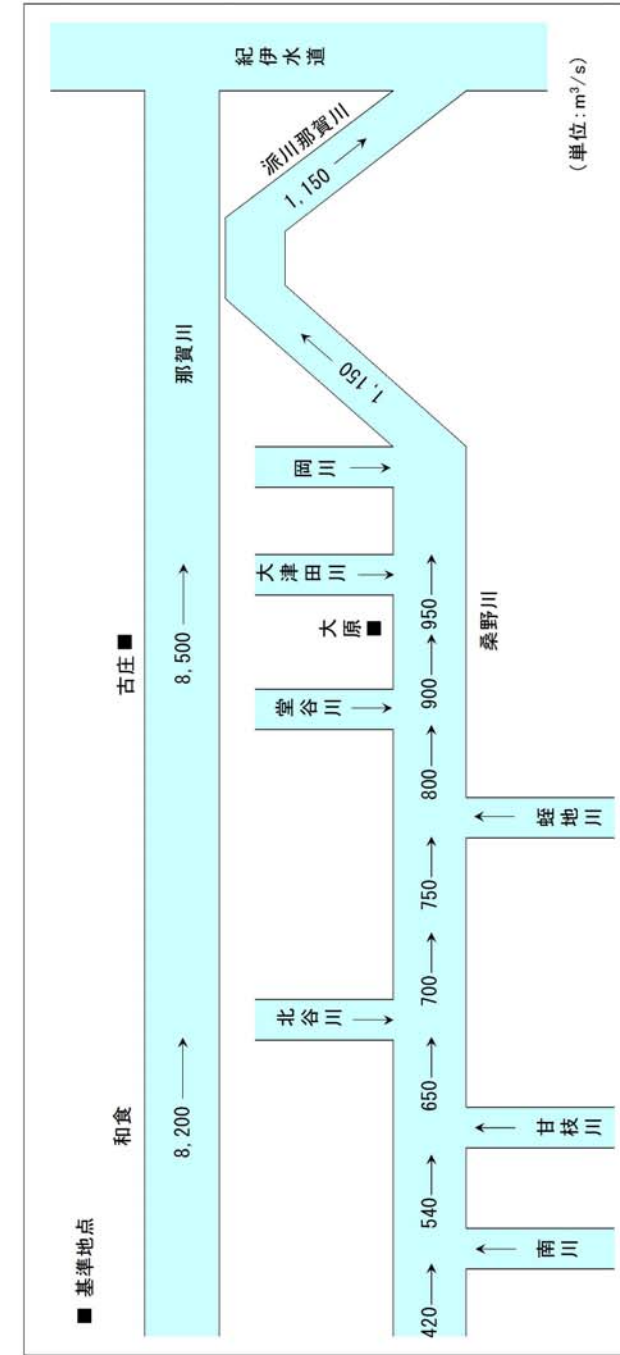 紀伊水道
派川那賀川
1,150
(単位:m³/s)
那賀川
1,150
岡川
大津田川
古庄■
8,500
大原■
950
桑野川
900
堂谷川
800
蛭地川
750
700
北谷川
和食
8,200
650
甘枝川
540
■ 基準地点
南川
420